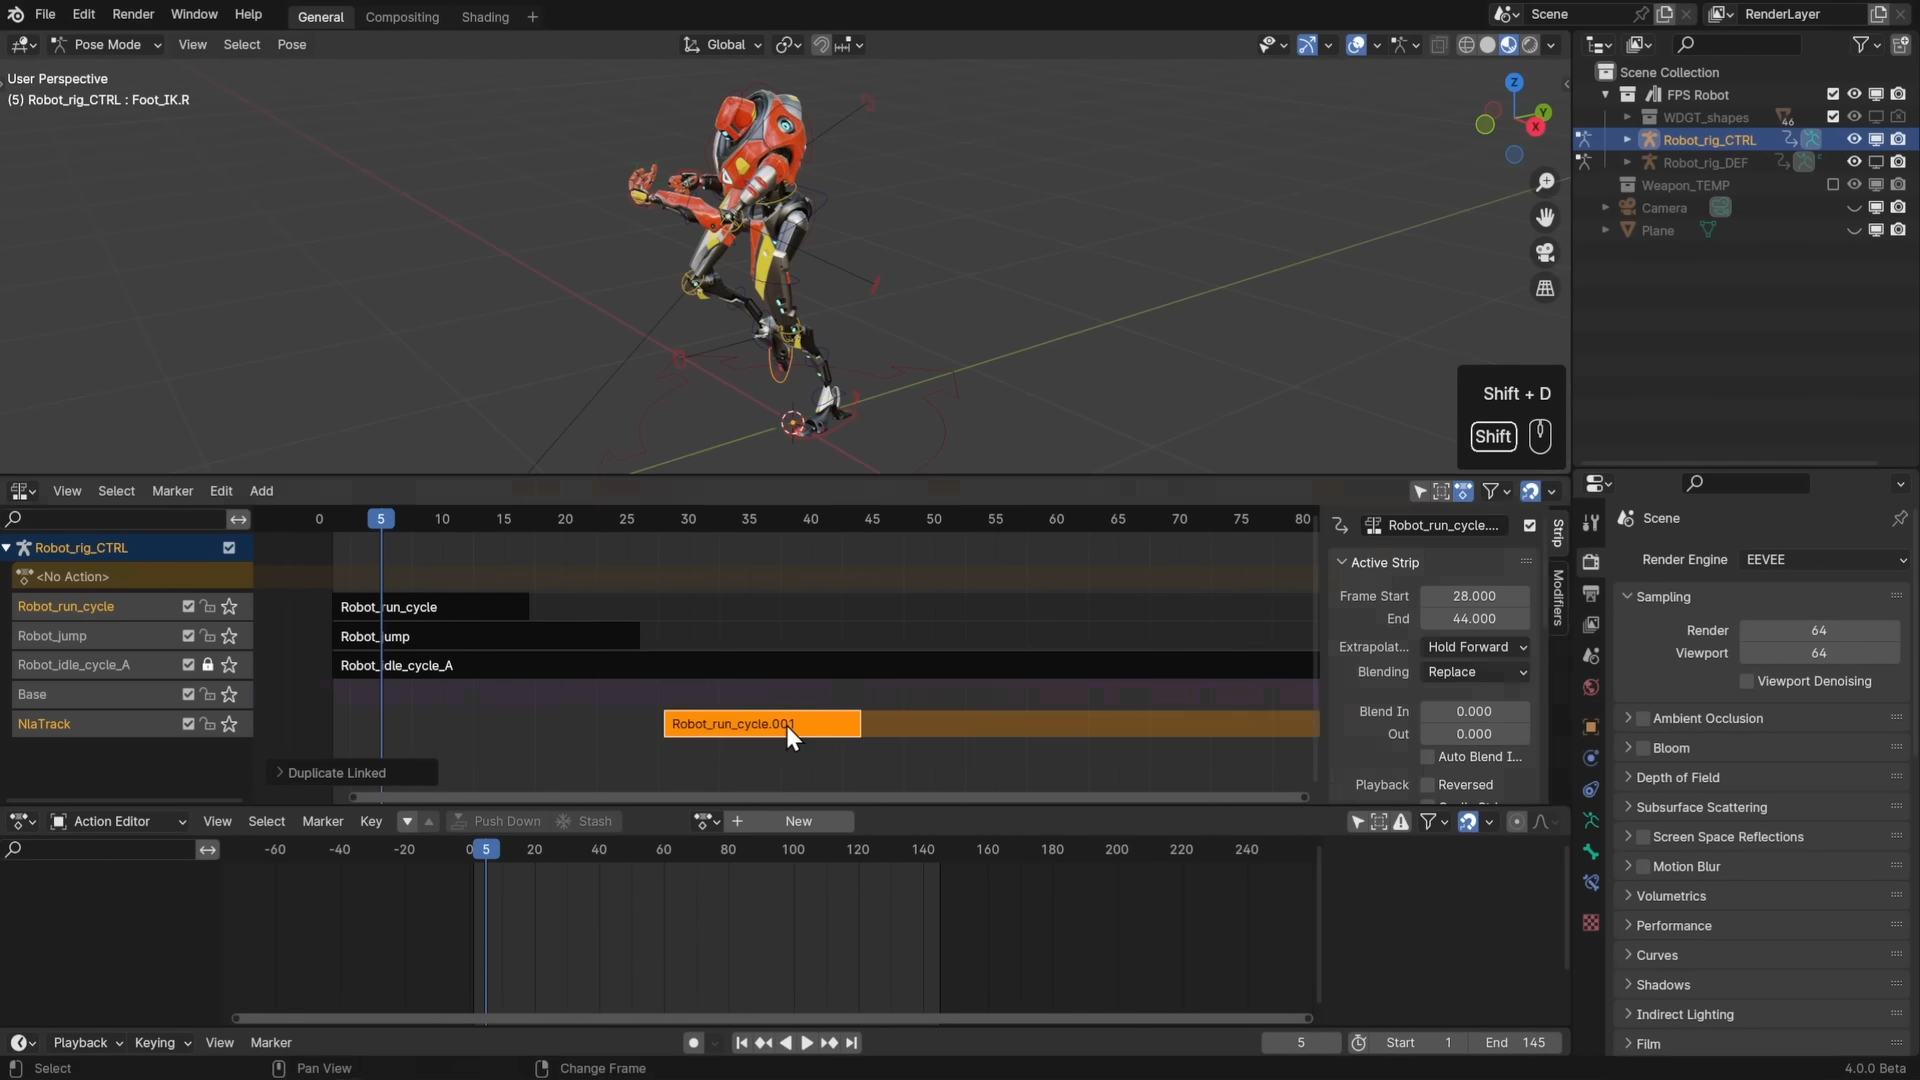 File Edit Render Window Help General Compositing Shading + Scene RenderLayer
Pose Mode View Select Pose Global
User Perspective
(5) Robot_rig_CTRL : Foot_IK.R
Z
Y
X
Shift + D
Shift
Scene Collection
FPS Robot
WDGT_shapes 46
Robot_rig_CTRL
Robot_rig_DEF
Weapon_TEMP
Camera
Plane
View Select Marker Edit Add
0 5 10 15 20 25 30 35 40 45 50 55 60 65 70 75 80
Robot_rig_CTRL
<No Action>
Robot_run_cycle Robot_run_cycle
Robot_jump Robot_jump
Robot_idle_cycle_A Robot_idle_cycle_A
Base
NlaTrack Robot_run_cycle.001
Duplicate Linked
Robot_run_cycle....
Active Strip
Frame Start 28.000
End 44.000
Extrapolat... Hold Forward
Blending Replace
Blend In 0.000
Out 0.000
Auto Blend I...
Playback Reversed
Strip
Modifiers
Action Editor View Select Marker Key Push Down Stash + New
-60 -40 -20 0 5 20 40 60 80 100 120 140 160 180 200 220 240
Playback Keying View Marker 5 Start 1 End 145
Select Pan View Change Frame 4.0.0 Beta
Scene
Render Engine EEVEE
Sampling
Render 64
Viewport 64
Viewport Denoising
Ambient Occlusion
Bloom
Depth of Field
Subsurface Scattering
Screen Space Reflections
Motion Blur
Volumetrics
Performance
Curves
Shadows
Indirect Lighting
Film